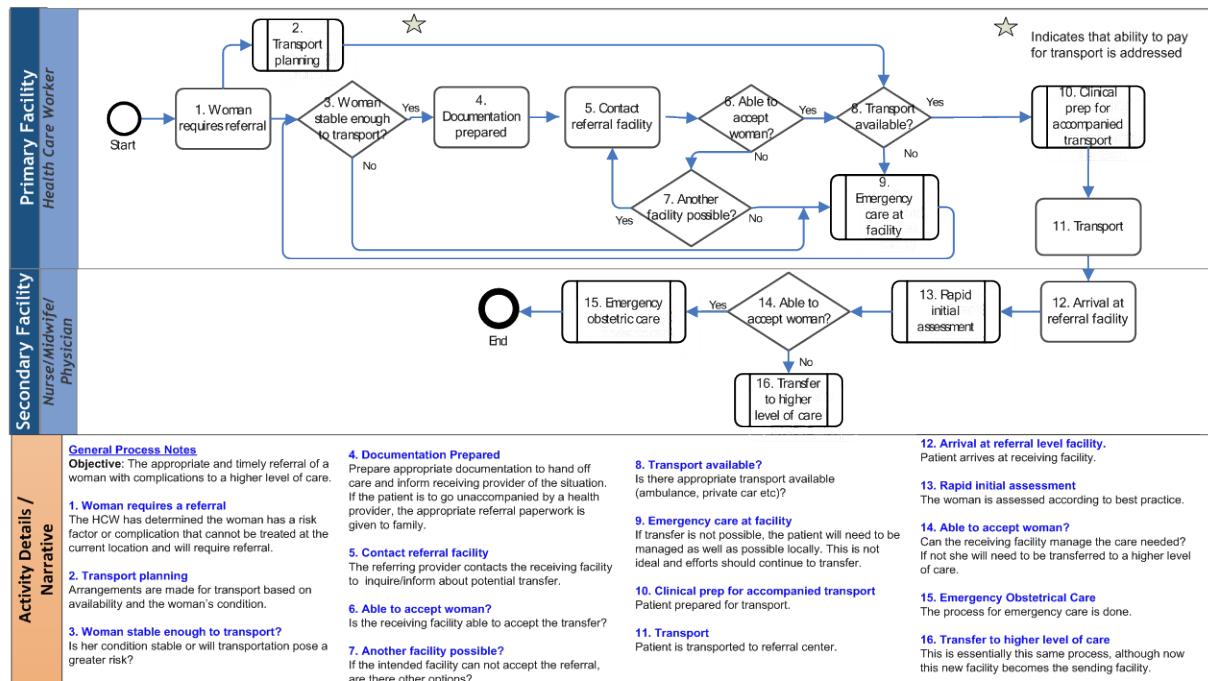 Primary Facility
Health Care Worker
Start
1. Woman
requires referral
2.
Transport
planning
3. Woman
stable enough
to transport?
Yes
No
4.
Documentation
prepared
5. Contact
referral facility
6. Able to
accept
woman?
Yes
No
7. Another
facility possible?
Yes
No
8. Transport
available?
Yes
No
9.
Emergency
care at
facility
Indicates that ability to pay
for transport is addressed
10. Clinical
prep for
accompanied
transport
11. Transport
Secondary Facility
Nurse/Midwife/
Physician
12. Arrival at
referral facility
13. Rapid
initial
assessment
14. Able to
accept woman?
Yes
No
15. Emergency
obstetric care
End
16. Transfer
to higher
level of care
Activity Details /
Narrative
General Process Notes
Objective: The appropriate and timely referral of a
woman with complications to a higher level of care.
1. Woman requires a referral
The HCW has determined the woman has a risk
factor or complication that cannot be treated at the
current location and will require referral.
2. Transport planning
Arrangements are made for transport based on
availability and the woman's condition.
3. Woman stable enough to transport?
Is her condition stable or will transportation pose a
greater risk?
4. Documentation Prepared
Prepare appropriate documentation to hand off
care and inform receiving provider of the situation.
If the patient is to go unaccompanied by a health
provider, the appropriate referral paperwork is
given to family.
5. Contact referral facility
The referring provider contacts the receiving facility
to inquire/inform about potential transfer.
6. Able to accept woman?
Is the receiving facility able to accept the transfer?
7. Another facility possible?
If the intended facility can not accept the referral,
are there other options?
8. Transport available?
Is there appropriate transport available
(ambulance, private car etc)?
9. Emergency care at facility
If transfer is not possible, the patient will need to be
managed as well as possible locally. This is not
ideal and efforts should continue to transfer.
10. Clinical prep for accompanied transport
Patient prepared for transport.
11. Transport
Patient is transported to referral center.
12. Arrival at referral level facility.
Patient arrives at receiving facility.
13. Rapid initial assessment
The woman is assessed according to best practice.
14. Able to accept woman?
Can the receiving facility manage the care needed?
If not she will need to be transferred to a higher level
of care.
15. Emergency Obstetrical Care
The process for emergency care is done.
16. Transfer to higher level of care
This is essentially this same process, although now
this new facility becomes the sending facility.